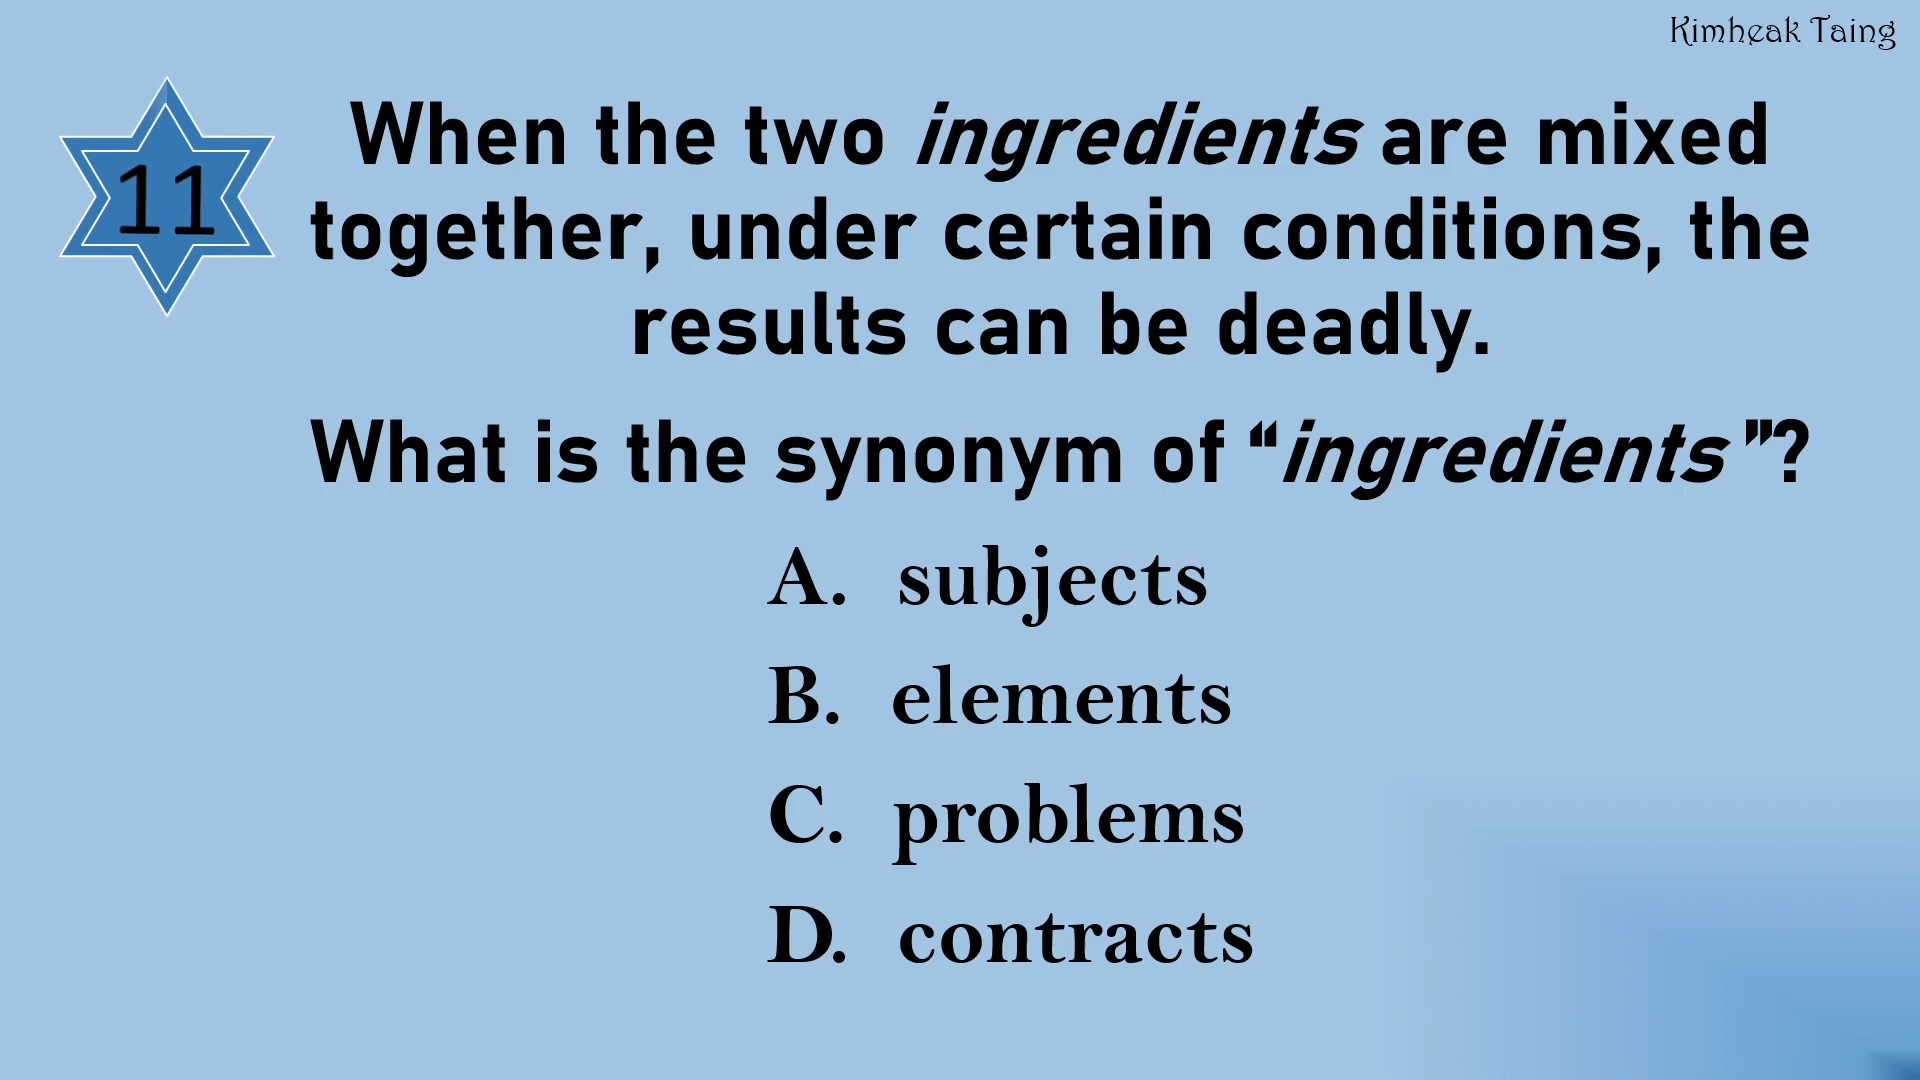 Kimheak Taing
11
When the two ingredients are mixed
together, under certain conditions, the
results can be deadly.
What is the synonym of “ingredients”?
A. subjects
B. elements
C. problems
D. contracts